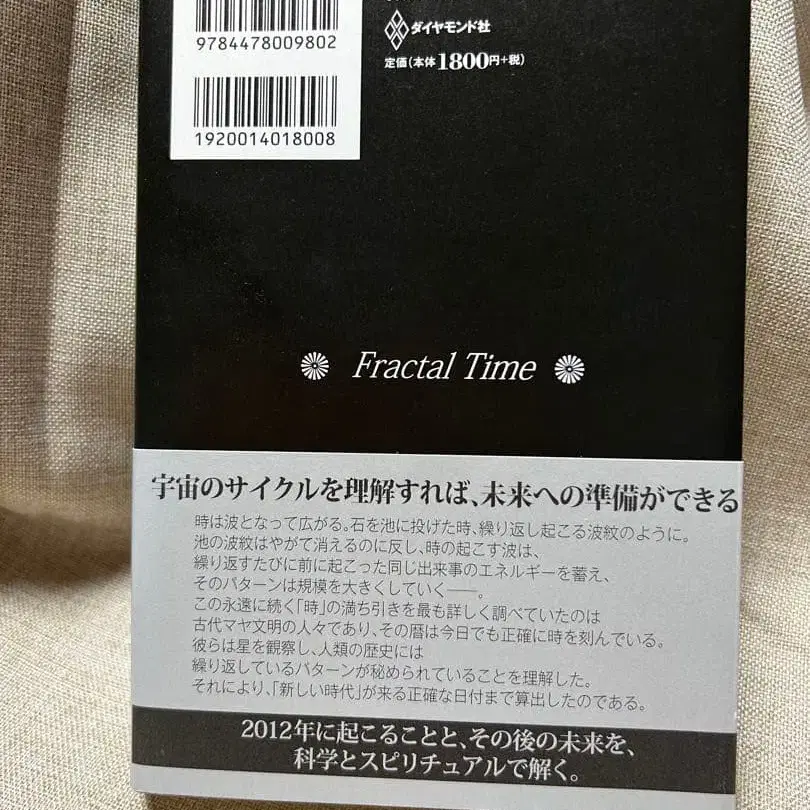 9784478009802
ダイヤモンド社
定価(本体1800円+税)
1920014018008
Fractal Time
宇宙のサイクルを理解すれば、未来への準備ができる
時は波となって広がる。石を池に投げた時、繰り返し起こる波紋のように。
池の波紋はやがて消えるのに反し、時の起こす波は、
繰り返すたびに前に起こった同じ出来事のエネルギーを蓄え、
そのパターンは規模を大きくしていく——。
この永遠に続く「時」の満ち引きを最も詳しく調べていたのは
古代マヤ文明の人々であり、その暦は今日でも正確に時を刻んでいる。
彼らは星を観察し、人類の歴史には
繰り返しているパターンが秘められていることを理解した。
それにより、「新しい時代」が来る正確な日付まで算出したのである。
2012年に起こることと、その後の未来を、
科学とスピリチュアルで解く。